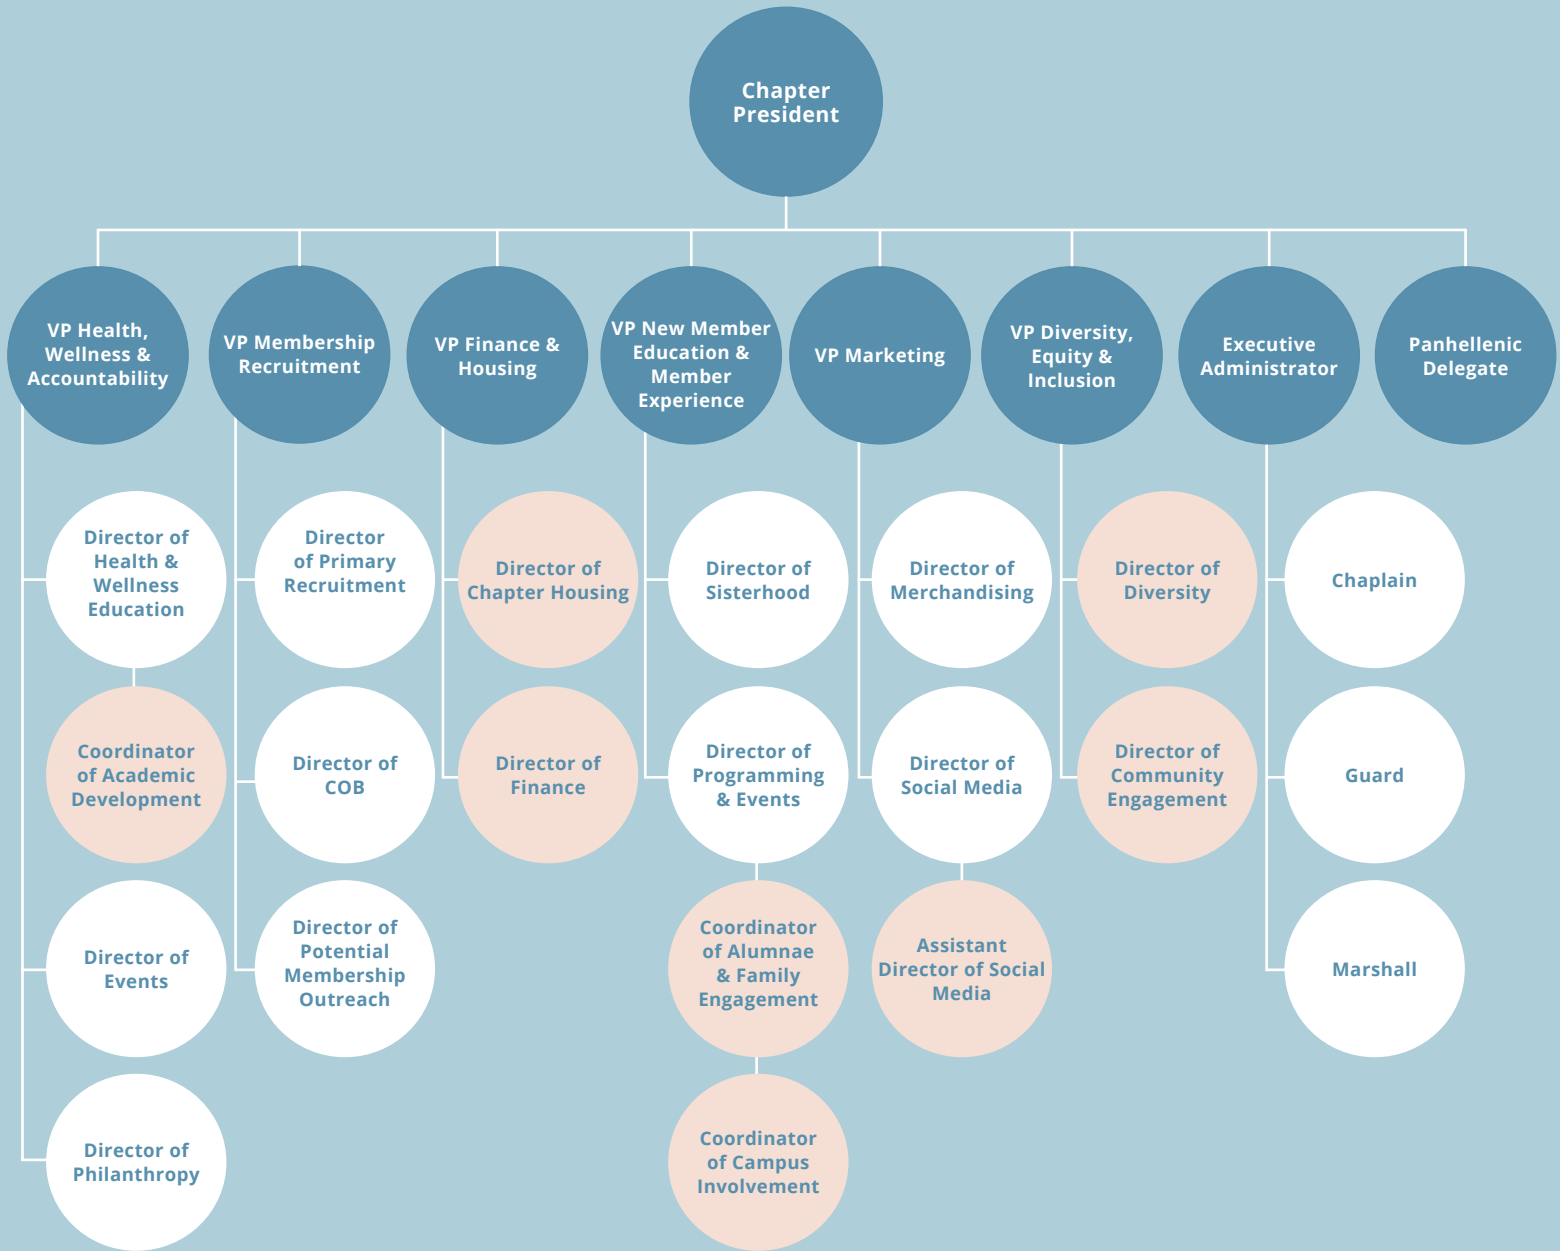 Chapter
President
VP Health,
Wellness &
Accountability
VP Membership
Recruitment
VP Finance &
Housing
VP New Member
Education &
Member
Experience
VP Marketing
VP Diversity,
Equity &
Inclusion
Executive
Administrator
Panhellenic
Delegate
Director of
Health &
Wellness
Education
Director
of Primary
Recruitment
Director of
Chapter Housing
Director of
Sisterhood
Director of
Merchandising
Director of
Diversity
Chaplain
Coordinator
of Academic
Development
Director of
COB
Director of
Finance
Director of
Programming
& Events
Director of
Social Media
Director of
Community
Engagement
Guard
Director of
Events
Director of
Potential
Membership
Outreach
Coordinator
of Alumnae
& Family
Engagement
Assistant
Director of Social
Media
Marshall
Director of
Philanthropy
Coordinator
of Campus
Involvement